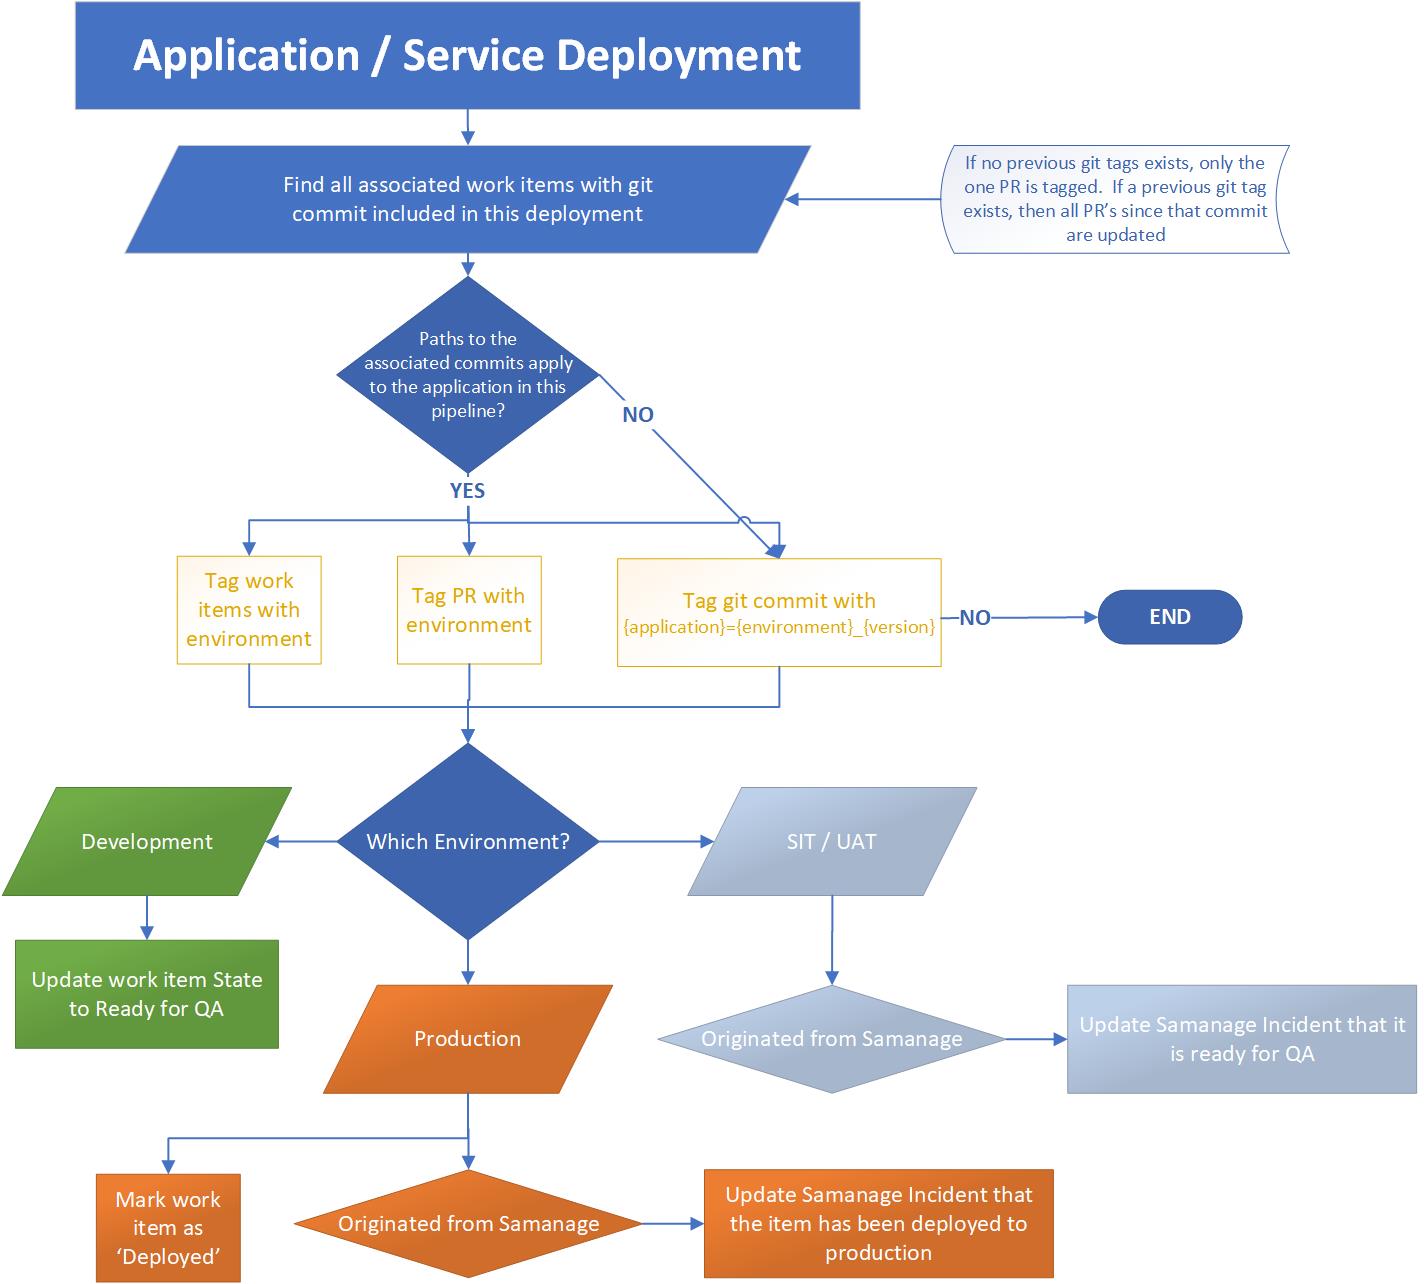 Application / Service Deployment
Find all associated work items with git
commit included in this deployment
If no previous git tags exists, only the
one PR is tagged.  If a previous git tag
exists, then all PR’s since that commit
are updated
Paths to the
associated commits apply
to the application in this
pipeline?
NO
YES
Tag work
items with
environment
Tag PR with
environment
Tag git commit with
{application}={environment}_{version}
NO
END
Development
Which Environment?
SIT / UAT
Update work item State
to Ready for QA
Production
Originated from Samanage
Update Samanage Incident that it
is ready for QA
Mark work
item as
‘Deployed’
Originated from Samanage
Update Samanage Incident that
the item has been deployed to
production